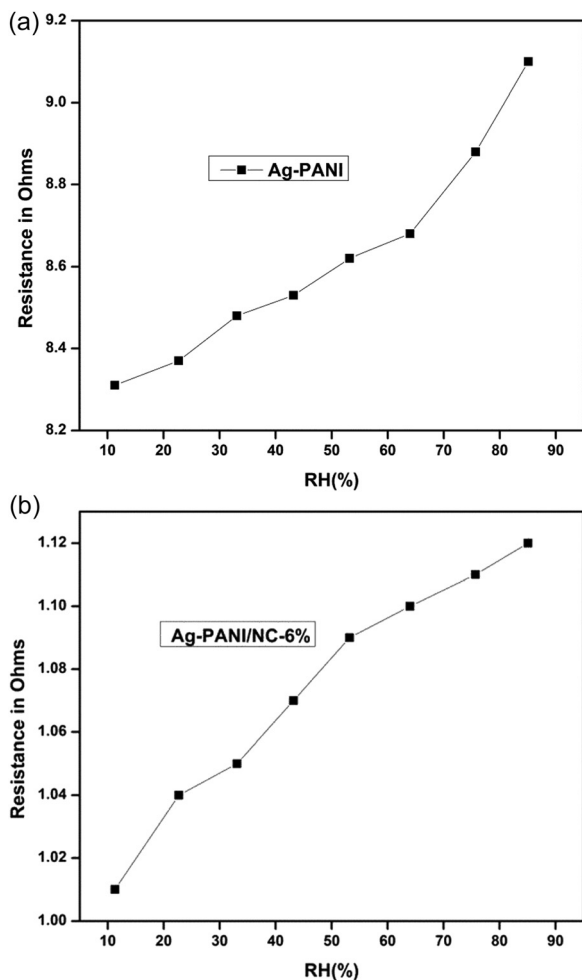 (a)
9.2
9.0
8.8
8.6
8.4
8.2
Resistance in Ohms
Ag-PANI
10 20 30 40 50 60 70 80 90
RH(%)
(b)
1.12
1.10
1.08
1.06
1.04
1.02
1.00
Resistance in Ohms
Ag-PANI/NC-6%
10 20 30 40 50 60 70 80 90
RH(%)